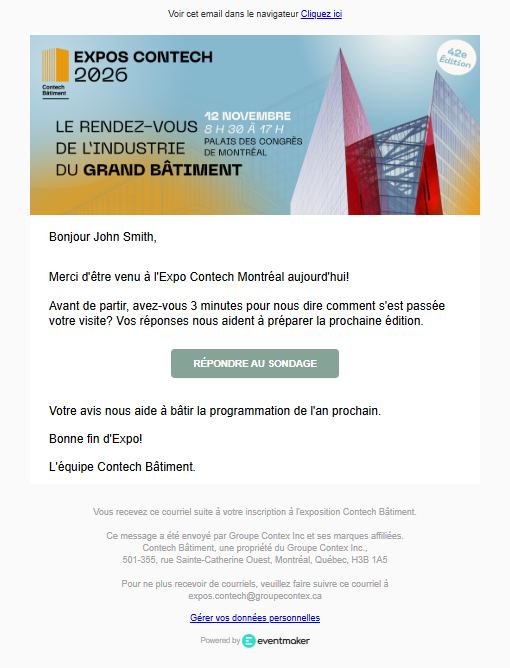 Voir cet email dans le navigateur Cliquez ici
EXPOS CONTECH
2026
Contech
Bâtiment
42e
Édition
LE RENDEZ-VOUS
DE L'INDUSTRIE
DU GRAND BÂTIMENT
12 NOVEMBRE
8 H 30 À 17 H
PALAIS DES CONGRÈS
DE MONTRÉAL
Bonjour John Smith,
Merci d'être venu à l'Expo Contech Montréal aujourd'hui!
Avant de partir, avez-vous 3 minutes pour nous dire comment s'est passée
votre visite? Vos réponses nous aident à préparer la prochaine édition.
RÉPONDRE AU SONDAGE
Votre avis nous aide à bâtir la programmation de l'an prochain.
Bonne fin d'Expo!
L'équipe Contech Bâtiment.
Vous recevez ce courriel suite à votre inscription à l'exposition Contech Bâtiment.
Ce message a été envoyé par Groupe Contex Inc et ses marques affiliées.
Contech Bâtiment, une propriété du Groupe Contex Inc.,
501-355, rue Sainte-Catherine Ouest, Montréal, Québec, H3B 1A5
Pour ne plus recevoir de courriels, veuillez faire suivre ce courriel à
expos.contech@groupecontex.ca
Gérer vos données personnelles
Powered by eventmaker